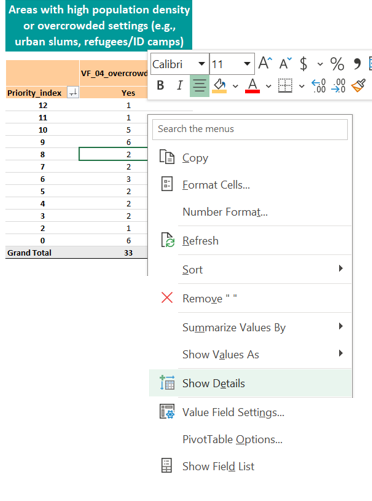 Areas with high population density
or overcrowded settings (e.g.,
urban slums, refugees/ID camps)
VF_04_overcrowd
Priority_index Yes
12 1
11 1
10 5
9 6
8 2
7 2
6 3
5 2
4 2
3 2
2 1
0 6
Grand Total 33
Calibri 11 A A $ % ,
B I A .00
Search the menus
Copy
Format Cells...
Number Format...
Refresh
Sort
Remove " "
Summarize Values By
Show Values As
Show Details
Value Field Settings...
PivotTable Options...
Show Field List